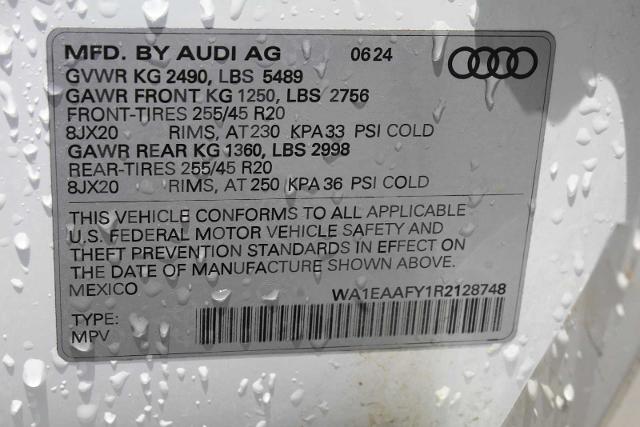 MFD. BY AUDI AG 06 24
GVWR KG 2490, LBS 5489
GAWR FRONT KG 1250, LBS 2756
FRONT-TIRES 255/45 R20
8JX20 RIMS, AT 230 KPA 33 PSI COLD
GAWR REAR KG 1360, LBS 2998
REAR-TIRES 255/45 R20
8JX20 RIMS, AT 250 KPA 36 PSI COLD
THIS VEHICLE CONFORMS TO ALL APPLICABLE
U.S. FEDERAL MOTOR VEHICLE SAFETY AND
THEFT PREVENTION STANDARDS IN EFFECT ON
THE DATE OF MANUFACTURE SHOWN ABOVE.
MEXICO WA1EAAFY1R2128748
TYPE:
MPV